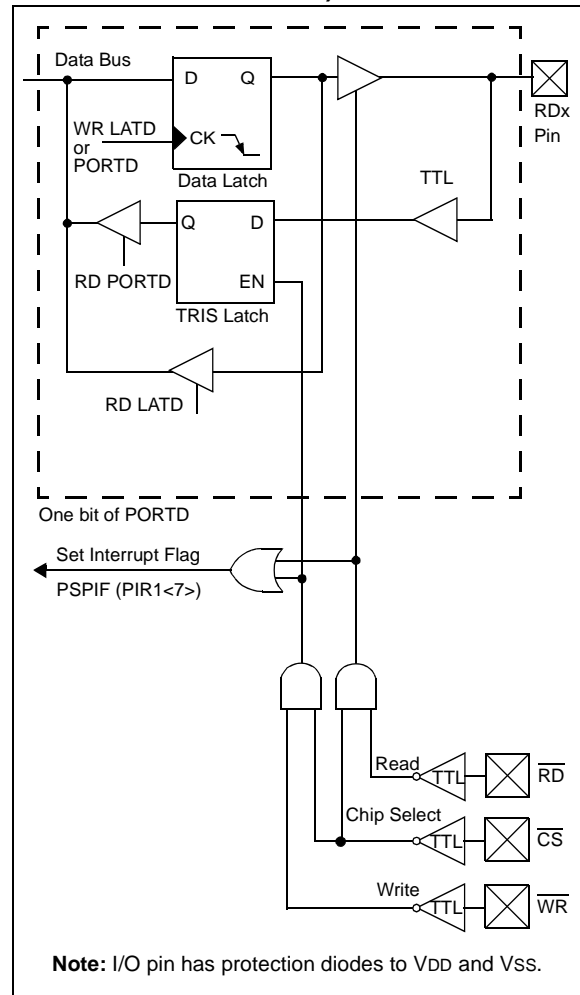 Data Bus
D Q
RDx
Pin
WR LATD
or
PORTD
CK
Data Latch
TTL
Q D
RD PORTD
EN
TRIS Latch
RD LATD
One bit of PORTD
Set Interrupt Flag
PSPIF (PIR1<7>)
Read
TTL
RD
Chip Select
TTL
CS
Write
TTL
WR
Note: I/O pin has protection diodes to VDD and VSS.